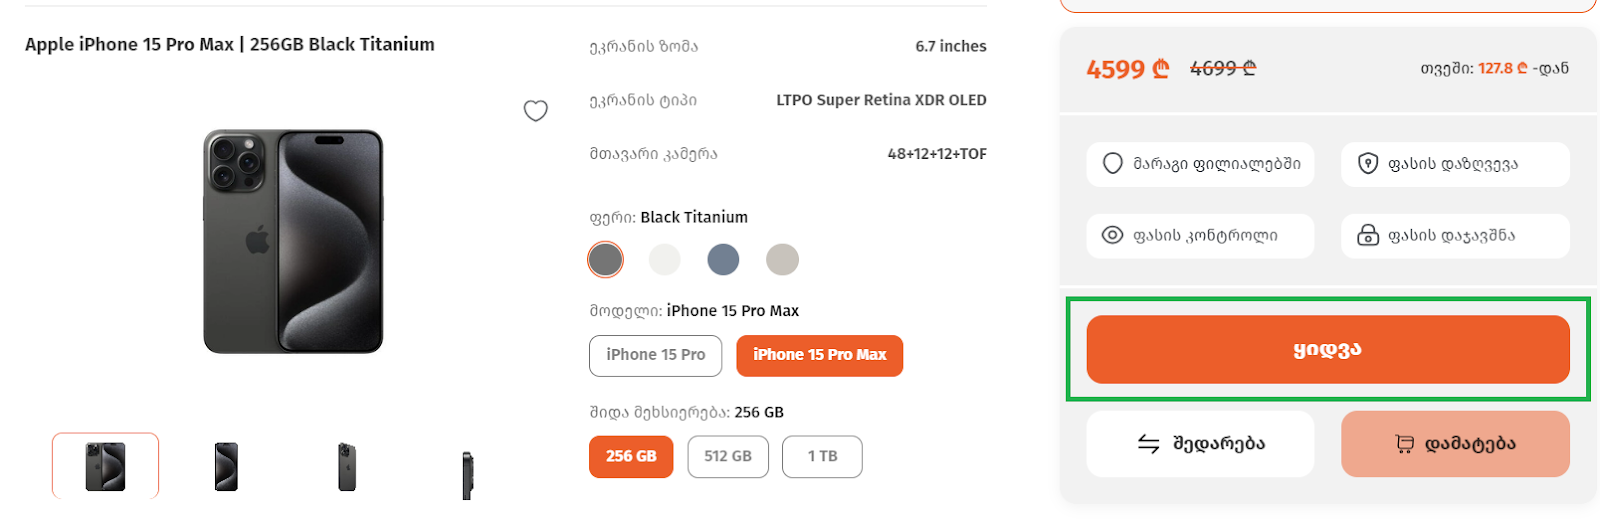 Apple iPhone 15 Pro Max | 256GB Black Titanium
ეკრანის ზომა 6.7 inches
ეკრანის ტიპი LTPO Super Retina XDR OLED
მთავარი კამერა 48+12+12+TOF
ფერი: Black Titanium
მოდელი: iPhone 15 Pro Max
iPhone 15 Pro iPhone 15 Pro Max
შიდა მეხსიერება: 256 GB
256 GB 512 GB 1 TB
4599 ₾ 4699 ₾ თვეში: 127.8 ₾ -დან
მარაგი ფილიალებში ფასის დაზღვევა
ფასის კონტროლი ფასის დაჯავშნა
ყიდვა
შედარება დამატება